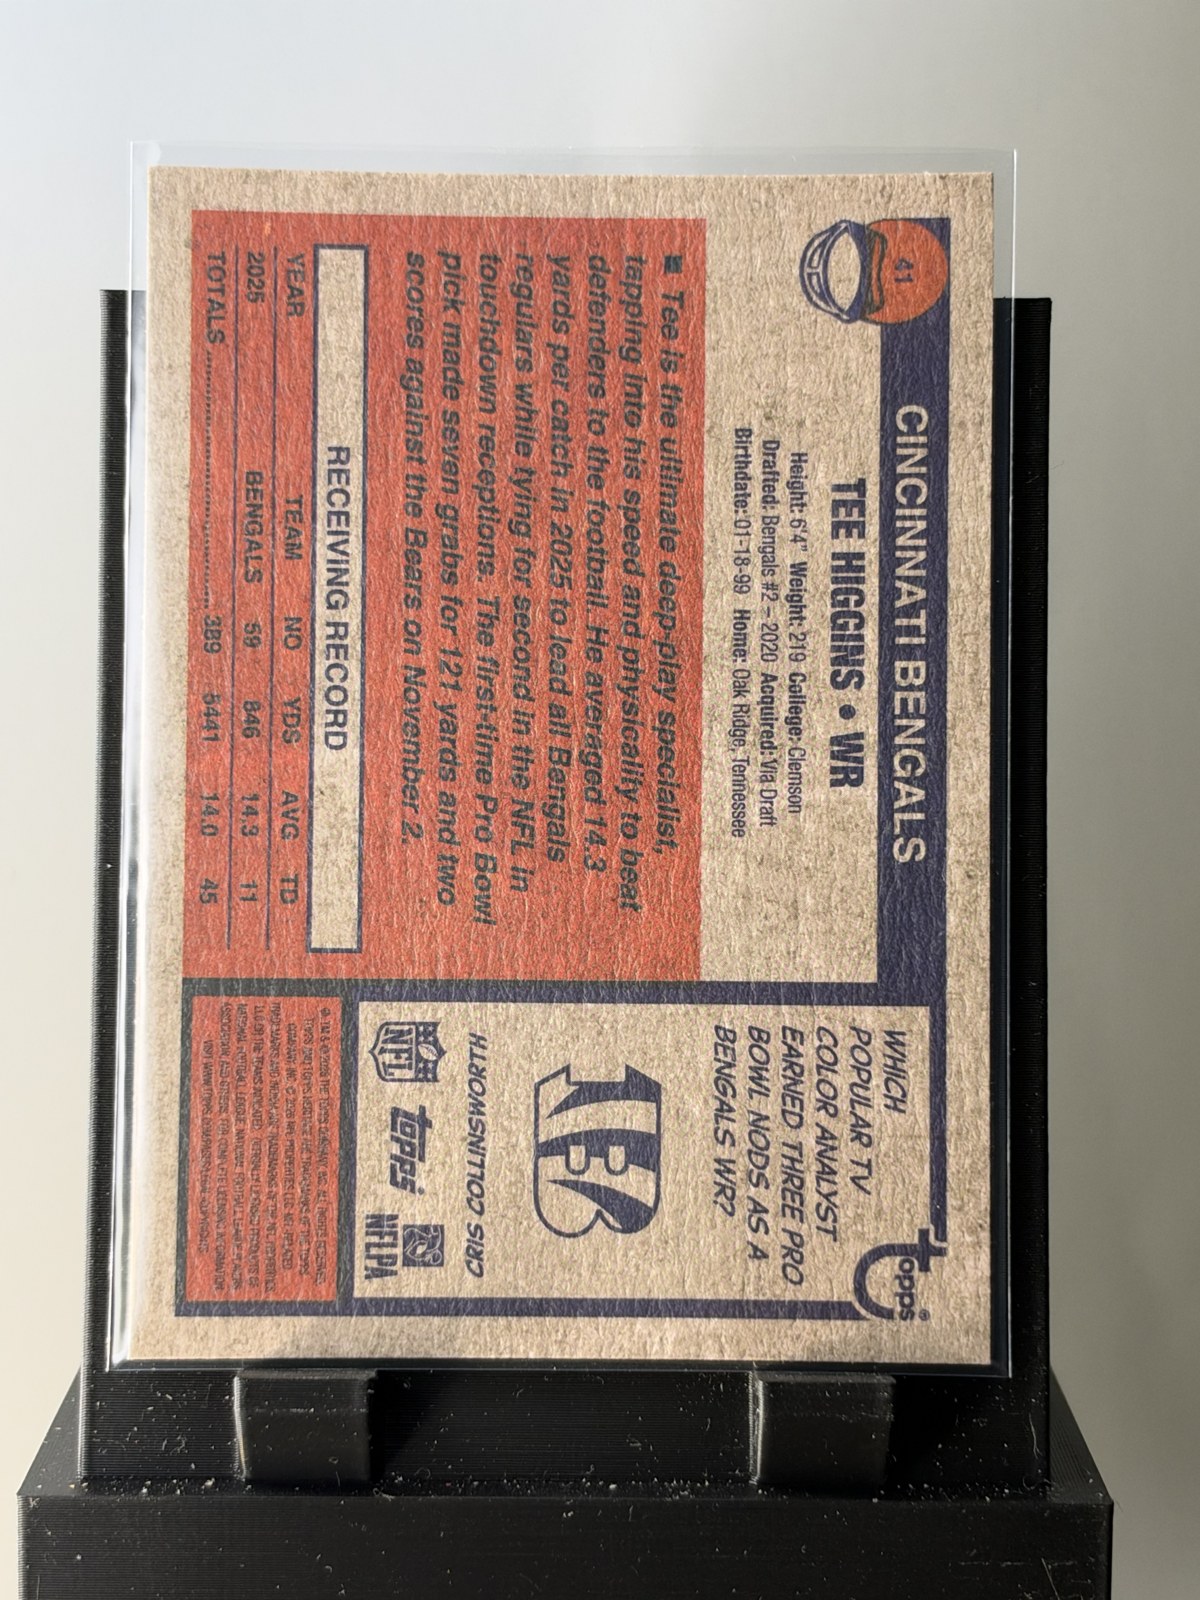 41
CINCINNATI BENGALS
TEE HIGGINS • WR
Height: 6'4" Weight: 219 College: Clemson
Drafted: Bengals #2 – 2020 Acquired: Via Draft
Birthdate: 01-18-99 Home: Oak Ridge, Tennessee
■ Tee is the ultimate deep-play specialist,
tapping into his speed and physicality to beat
defenders to the football. He averaged 14.3
yards per catch in 2025 to lead all Bengals
regulars while tying for second in the NFL in
touchdown receptions. The first-time Pro Bowl
pick made seven grabs for 121 yards and two
scores against the Bears on November 2.
RECEIVING RECORD
YEAR TEAM NO YDS AVG TD
2025 BENGALS 59 846 14.3 11
TOTALS 389 5441 14.0 45
topps®
WHICH
POPULAR TV
COLOR ANALYST
EARNED THREE PRO
BOWL NODS AS A
BENGALS WR?
CRIS COLLINSWORTH
NFL topps® NFLPA